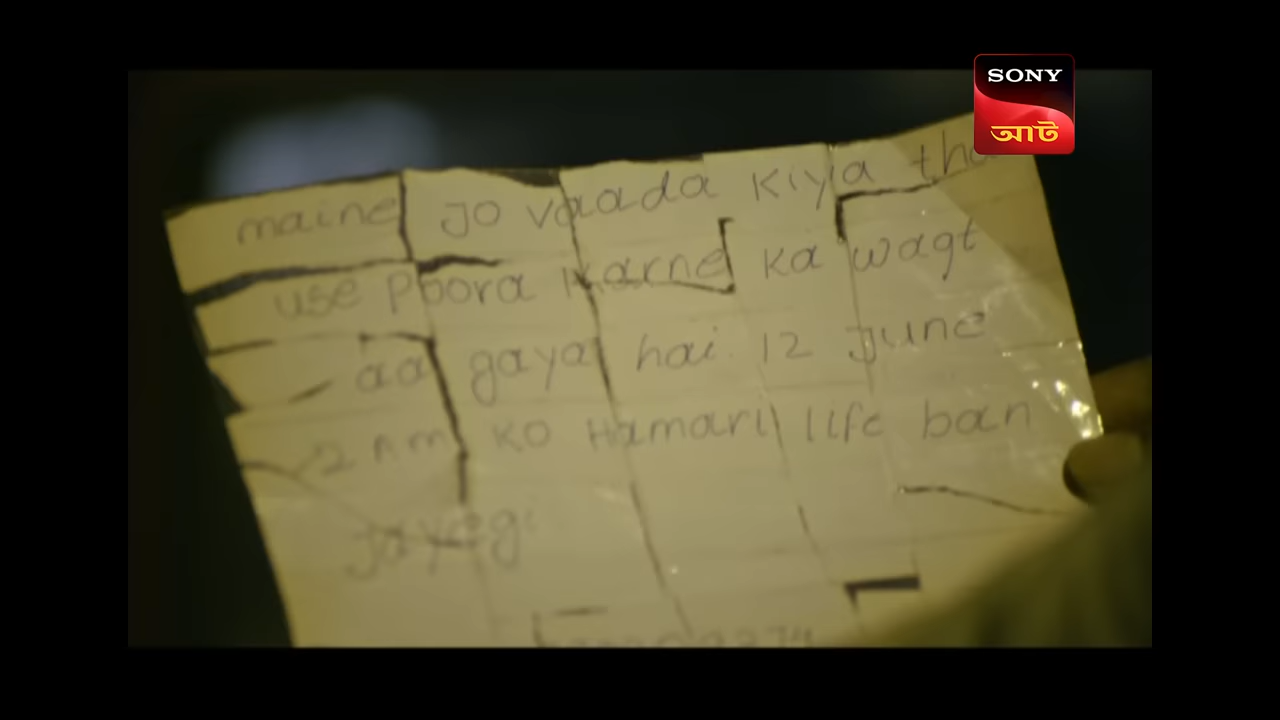 SONY
আট
maine jo vaada kiya tha
use poora karne ka waqt
aa gaya hai. 12 June
2 AM ko Hamari life ban
jayegi